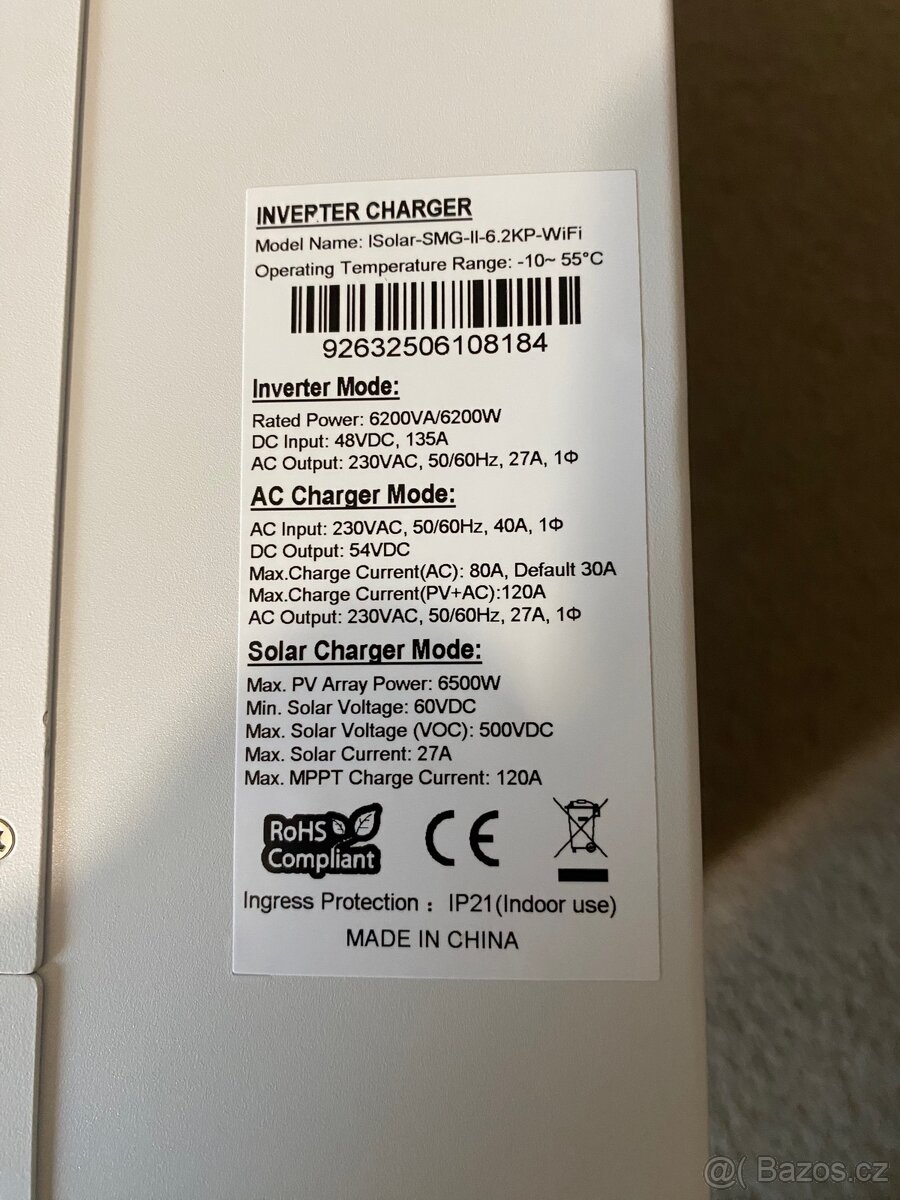 INVERTER CHARGER
Model Name: ISolar-SMG-II-6.2KP-WiFi
Operating Temperature Range: -10~ 55°C
92632506108184
Inverter Mode:
Rated Power: 6200VA/6200W
DC Input: 48VDC, 135A
AC Output: 230VAC, 50/60Hz, 27A, 1Φ
AC Charger Mode:
AC Input: 230VAC, 50/60Hz, 40A, 1Φ
DC Output: 54VDC
Max.Charge Current(AC): 80A, Default 30A
Max.Charge Current(PV+AC):120A
AC Output: 230VAC, 50/60Hz, 27A, 1Φ
Solar Charger Mode:
Max. PV Array Power: 6500W
Min. Solar Voltage: 60VDC
Max. Solar Voltage (VOC): 500VDC
Max. Solar Current: 27A
Max. MPPT Charge Current: 120A
RoHS
Compliant
CE
Ingress Protection : IP21(Indoor use)
MADE IN CHINA
@( Bazos.cz